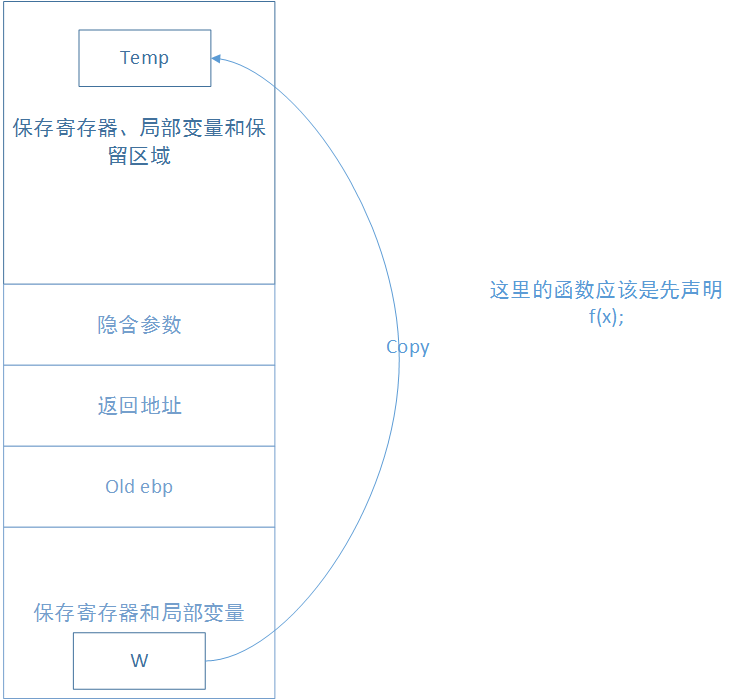 Temp
保存寄存器、局部变量和保
留区域
这里的函数应该是先声明
f(x);
隐含参数
Copy
返回地址
Old ebp
保存寄存器和局部变量
W